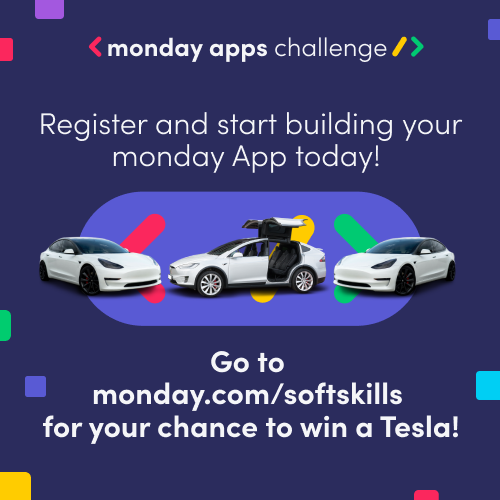 monday apps challenge
Register and start building your
monday App today!
Go to
monday.com/softskills
for your chance to win a Tesla!